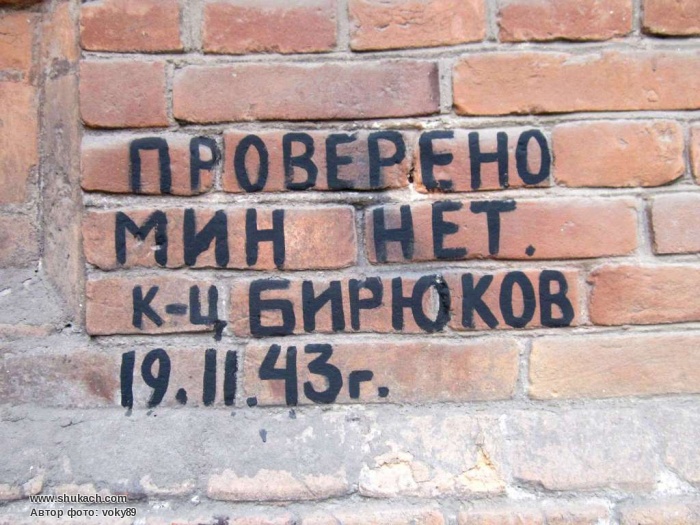 ПРОВЕРЕНО
МИН НЕТ.
К-Ц БИРЮКОВ
19.11.43г.
www.shukach.com
Автор фото: voky89